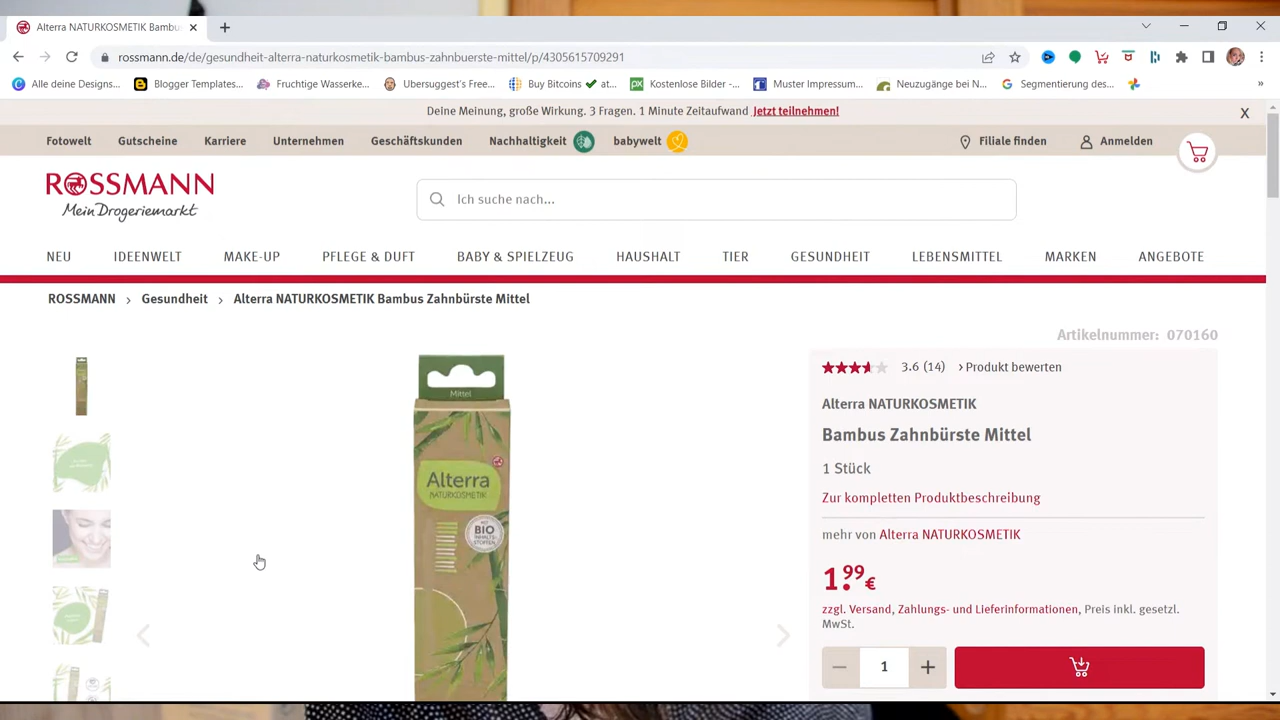 Alterra NATURKOSMETIK Bambus
rossmann.de/de/gesundheit-alterra-naturkosmetik-bambus-zahnbuerste-mittel/p/4305615709291
Alle deine Designs... Blogger Templates... Fruchtige Wasserke... Ubersuggest's Free... Buy Bitcoins ✔ at... Kostenlose Bilder -... Muster Impressum... Neuzugänge bei N... Segmentierung des... »
Deine Meinung, große Wirkung. 3 Fragen. 1 Minute Zeitaufwand Jetzt teilnehmen! X
Fotowelt Gutscheine Karriere Unternehmen Geschäftskunden Nachhaltigkeit babywelt Filiale finden Anmelden
ROSSMANN
Mein Drogeriemarkt
Ich suche nach...
NEU IDEENWELT MAKE-UP PFLEGE & DUFT BABY & SPIELZEUG HAUSHALT TIER GESUNDHEIT LEBENSMITTEL MARKEN ANGEBOTE
ROSSMANN › Gesundheit › Alterra NATURKOSMETIK Bambus Zahnbürste Mittel
Artikelnummer: 070160
Mittel
Alterra
NATURKOSMETIK
MIT
BIO
INHALTS-
STOFFEN
3.6 (14) › Produkt bewerten
Alterra NATURKOSMETIK
Bambus Zahnbürste Mittel
1 Stück
Zur kompletten Produktbeschreibung
mehr von Alterra NATURKOSMETIK
1.99 €
zzgl. Versand, Zahlungs- und Lieferinformationen, Preis inkl. gesetzl.
MwSt.
− 1 +